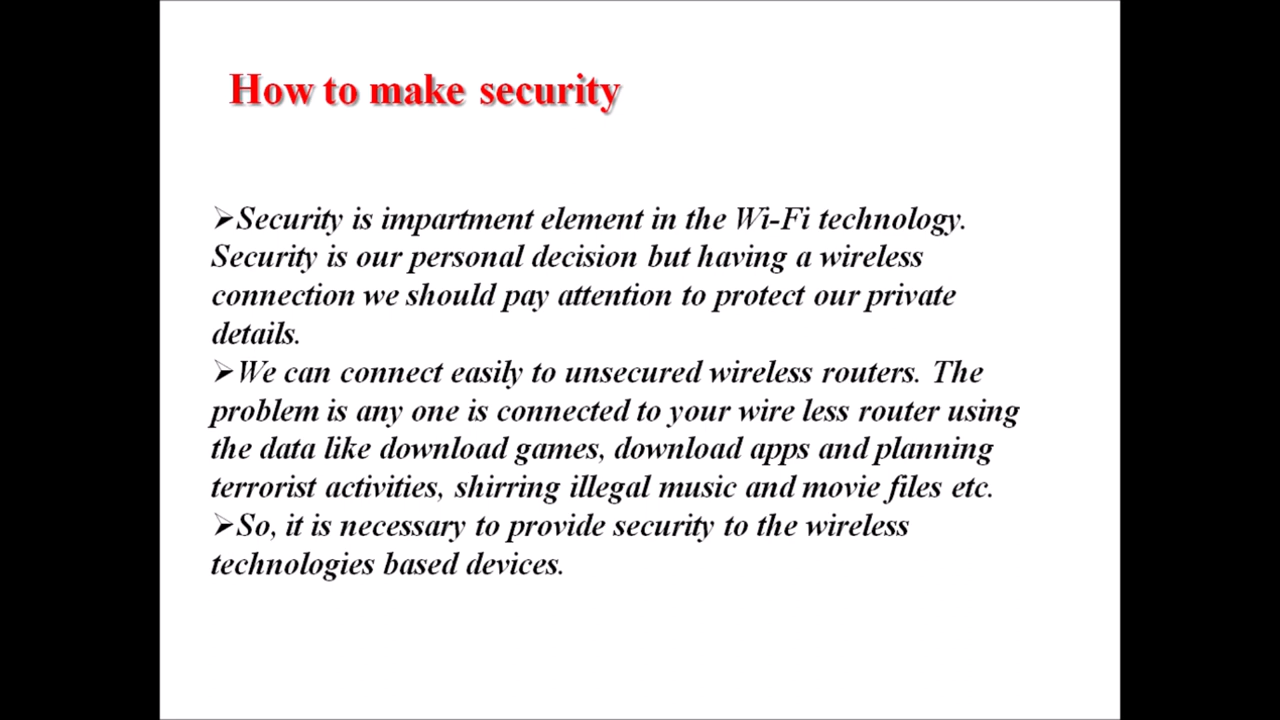 How to make security
➢Security is impartment element in the Wi-Fi technology.
Security is our personal decision but having a wireless
connection we should pay attention to protect our private
details.
➢We can connect easily to unsecured wireless routers. The
problem is any one is connected to your wire less router using
the data like download games, download apps and planning
terrorist activities, shirring illegal music and movie files etc.
➢So, it is necessary to provide security to the wireless
technologies based devices.